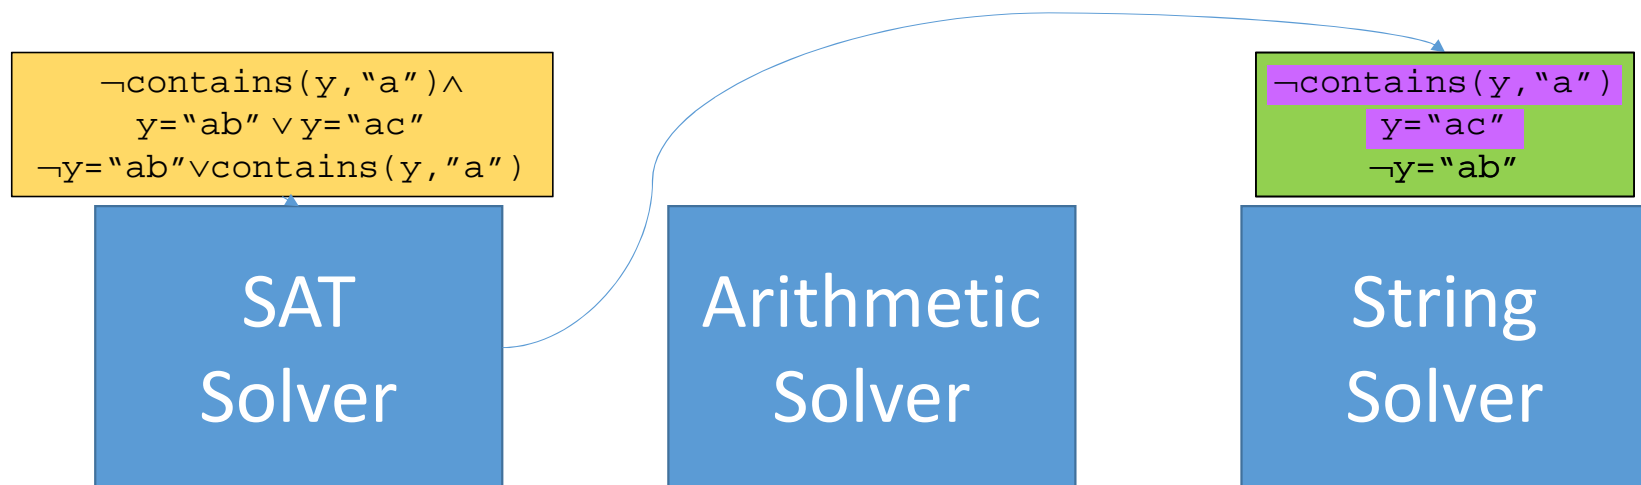 ¬contains(y,“a”)∧
y=“ab” ∨ y=“ac”
¬y=“ab”∨contains(y,”a”)
¬contains(y,“a”)
y=“ac”
¬y=“ab”
SAT
Solver
Arithmetic
Solver
String
Solver